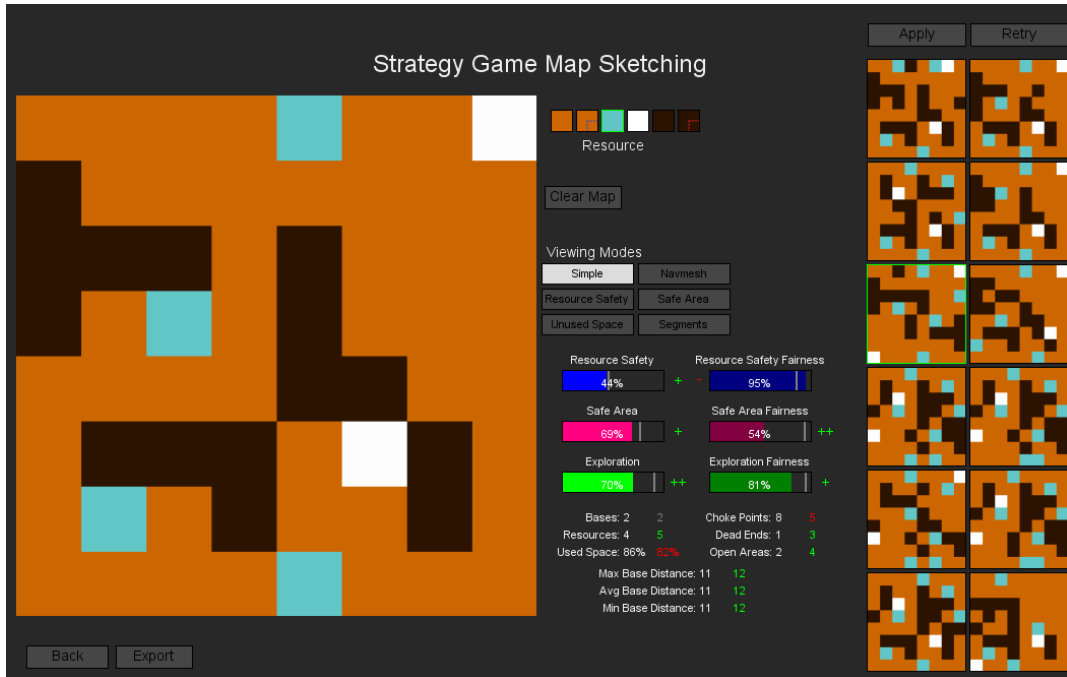 Apply Retry
Strategy Game Map Sketching
Resource
Clear Map
Viewing Modes
Simple Navmesh
Resource Safety Safe Area
Unused Space Segments
Resource Safety Resource Safety Fairness
44% + - 95%
Safe Area Safe Area Fairness
69% + 54% ++
Exploration Exploration Fairness
70% ++ 81% +
Bases: 2 2 Choke Points: 8 5
Resources: 4 5 Dead Ends: 1 3
Used Space: 86% 82% Open Areas: 2 4
Max Base Distance: 11 12
Avg Base Distance: 11 12
Min Base Distance: 11 12
Back Export